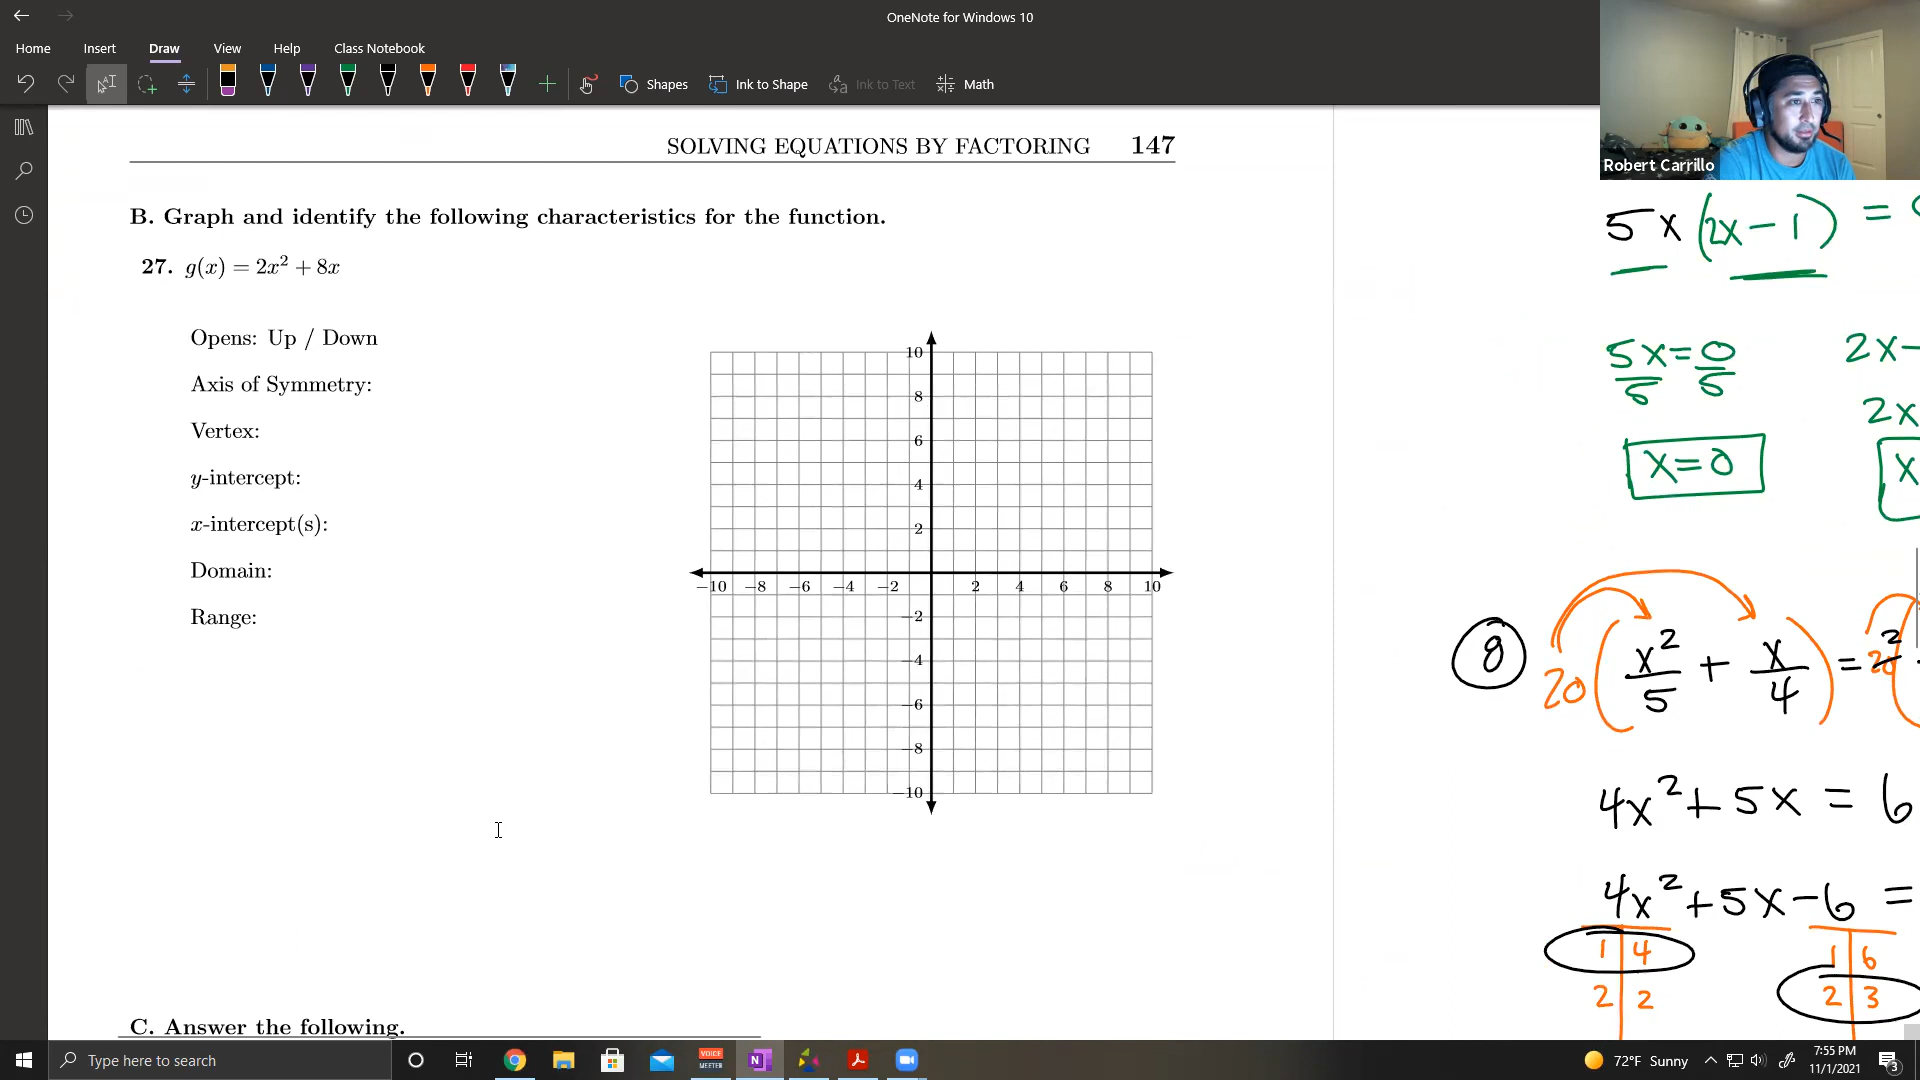 OneNote for Windows 10
Home Insert Draw View Help Class Notebook
Shapes Ink to Shape Ink to Text Math
Robert Carrillo
SOLVING EQUATIONS BY FACTORING 147
B. Graph and identify the following characteristics for the function.
27. g(x) = 2x² + 8x
Opens: Up / Down
Axis of Symmetry:
Vertex:
y-intercept:
x-intercept(s):
Domain:
Range:
10
8
6
4
2
−10 −8 −6 −4 −2 2 4 6 8 10
−2
−4
−6
−8
−10
C. Answer the following.
5x(2x-1) =
5x=0 2x-
5 5 2x
x=0 x
8 20(x²/5 + x/4) =
4x²+5x = 6
4x²+5x-6 =
1 4 1 6
2 2 2 3
Type here to search
VOICE
MEETER
72°F Sunny
7:55 PM
11/1/2021
3